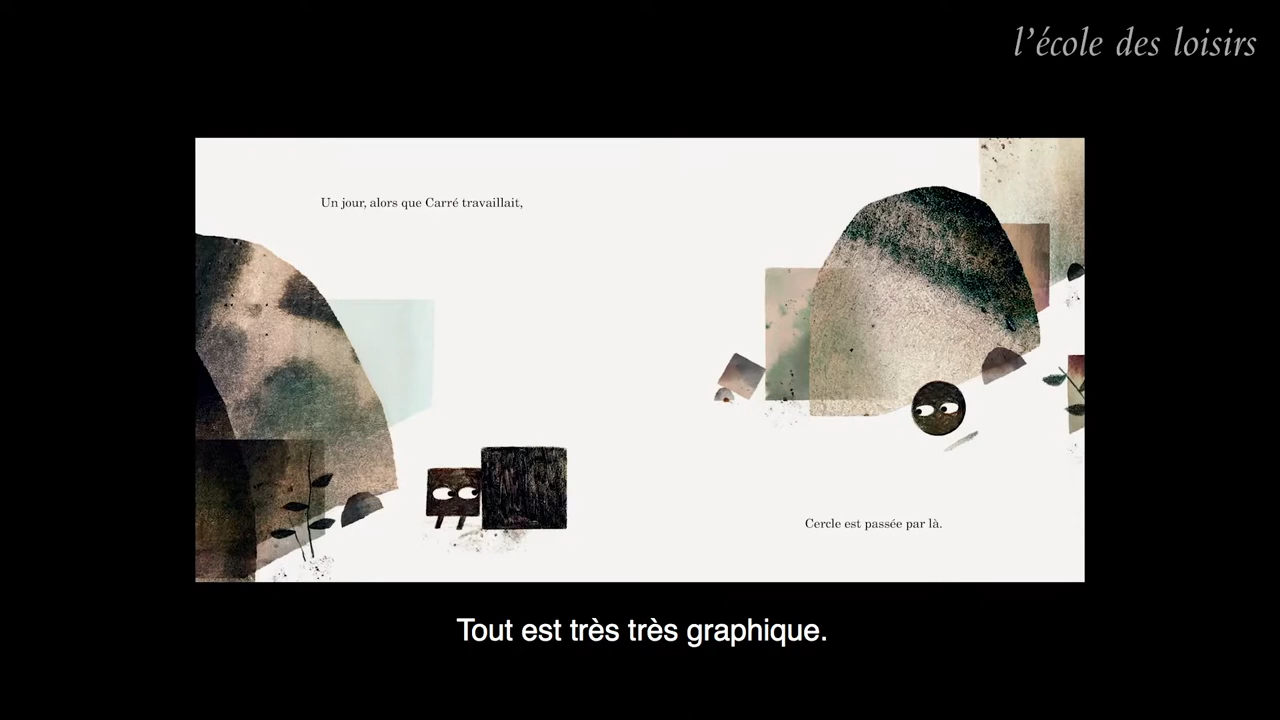 l'école des loisirs
Un jour, alors que Carré travaillait,
Cercle est passée par là.
Tout est très très graphique.